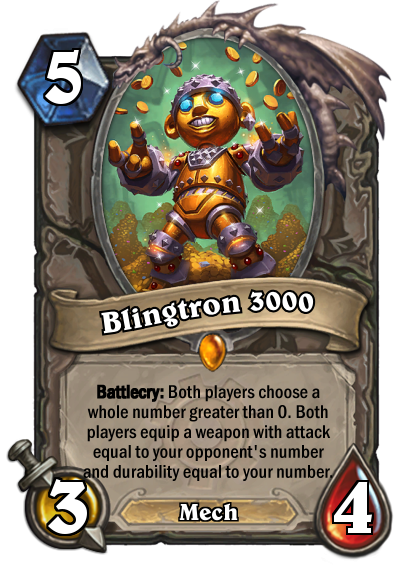 5
Blingtron 3000
Battlecry: Both players choose a
whole number greater than 0. Both
players equip a weapon with attack
equal to your opponent's number
and durability equal to your number.
3
Mech
4